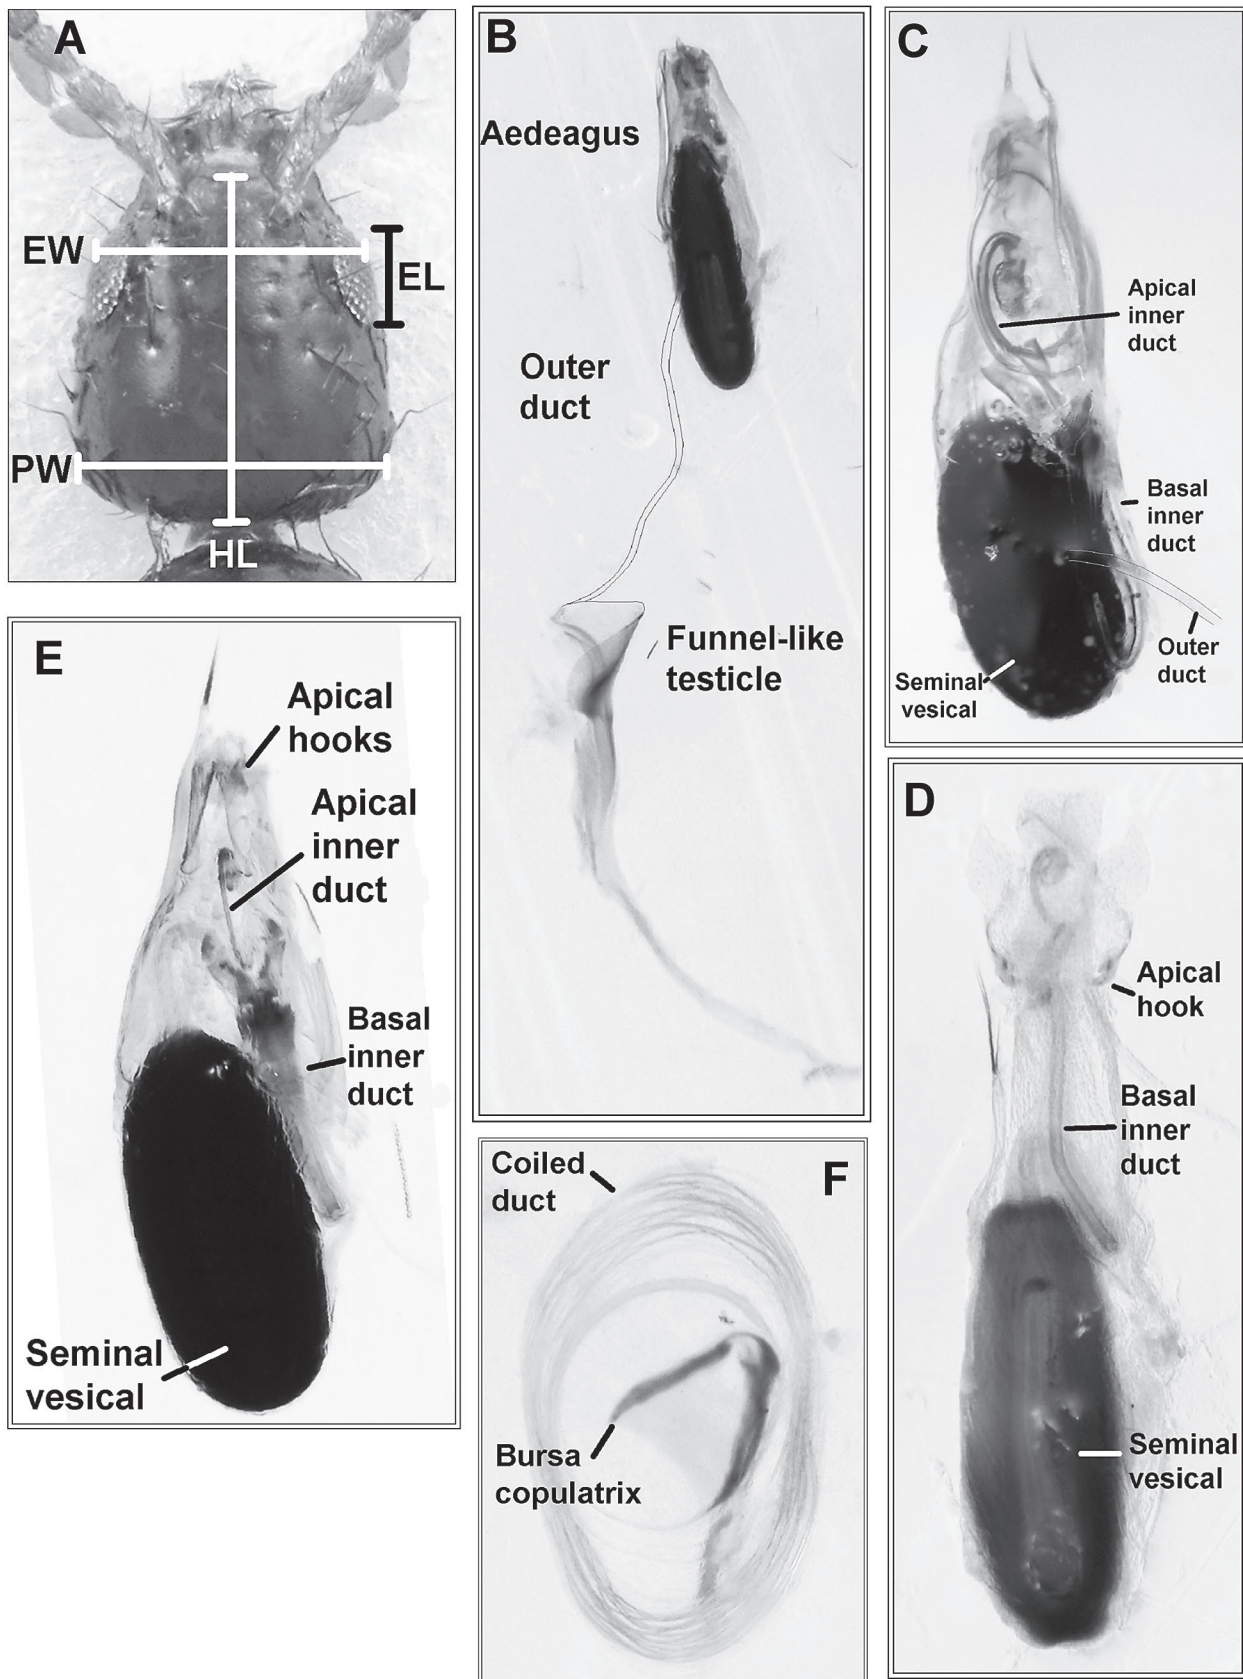 A
EW
EL
PW
HL
B
Aedeagus
Outer
duct
Funnel-like
testicle
C
Apical
inner
duct
Basal
inner
duct
Outer
duct
Seminal
vesical
E
Apical
hooks
Apical
inner
duct
Basal
inner
duct
Seminal
vesical
D
Apical
hook
Basal
inner
duct
Seminal
vesical
F
Coiled
duct
Bursa
copulatrix